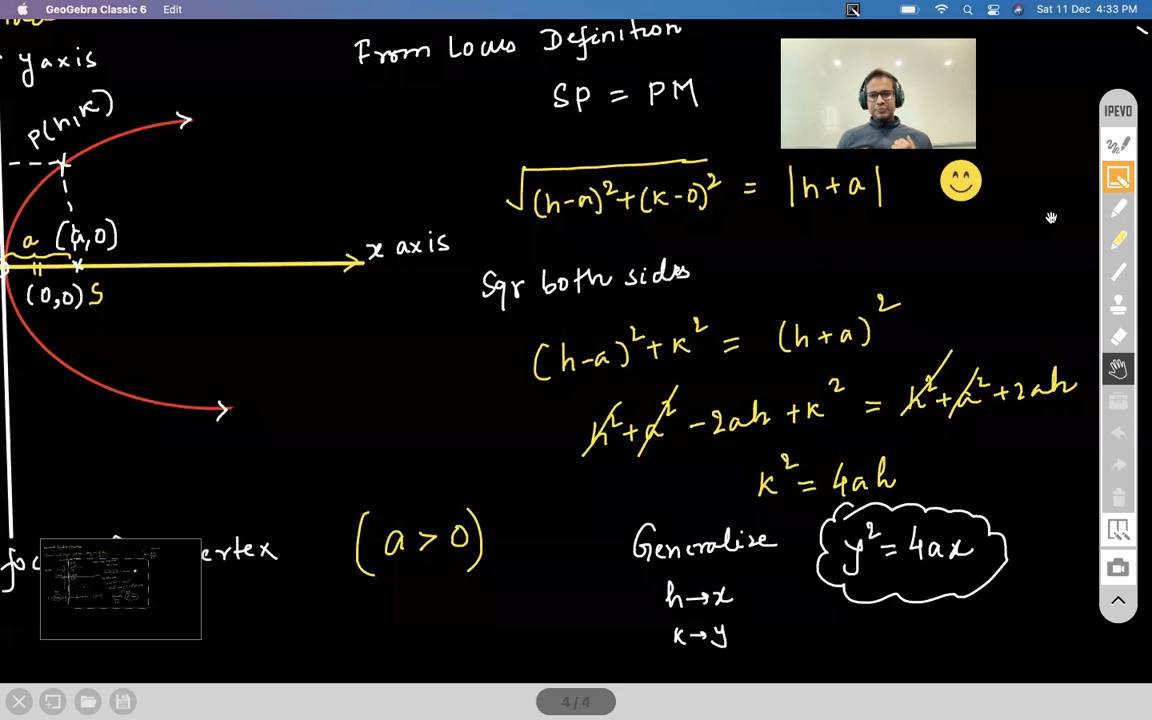 GeoGebra Classic 6 Edit Sat 11 Dec 4:33 PM
From Locus Definition
y axis
SP = PM
IPEVO
P(h,k)
√(h-a)²+(k-0)² = |h+a|
a (a,0)
x axis
(0,0) S
Sqr both sides
(h-a)²+k² = (h+a)²
h²+a² -2ah +k² = h²+a²+2ah
k² = 4ah
(a > 0)
Generalise y² = 4ax
vertex
h→x
k→y
4 / 4